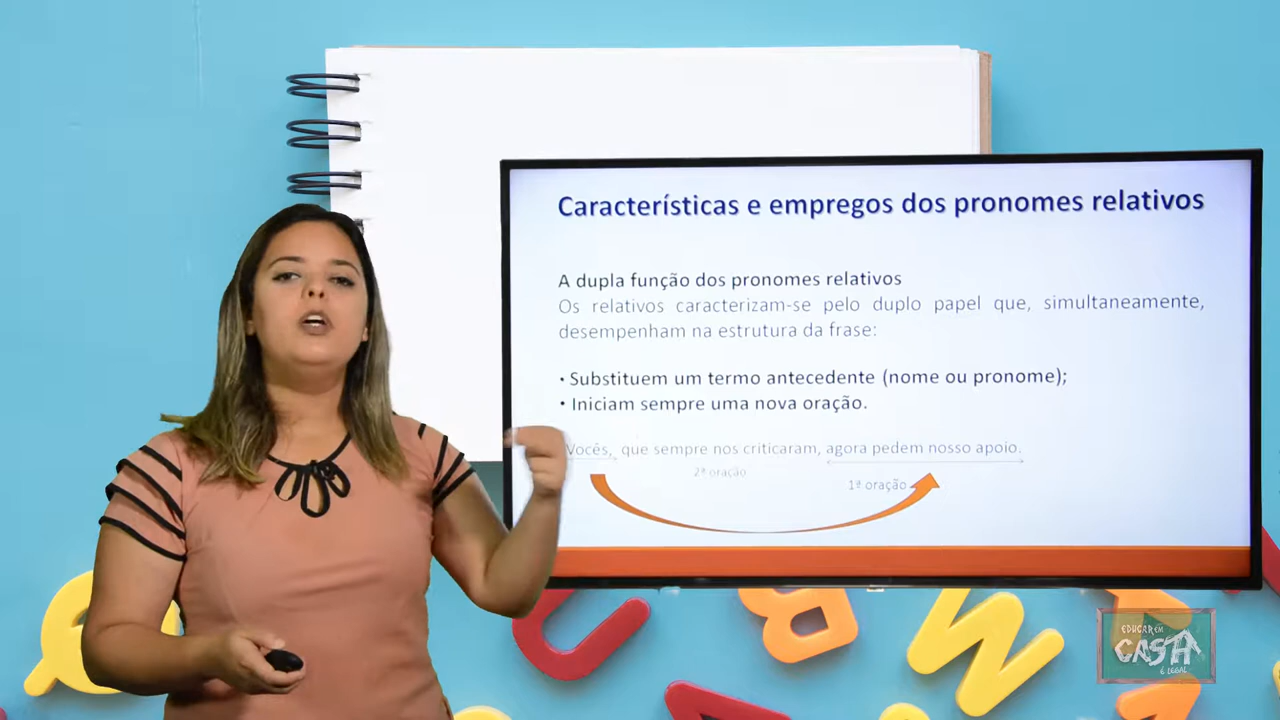 Características e empregos dos pronomes relativos
A dupla função dos pronomes relativos
Os relativos caracterizam-se pelo duplo papel que, simultaneamente,
desempenham na estrutura da frase:
• Substituem um termo antecedente (nome ou pronome);
• Iniciam sempre uma nova oração.
Vocês, que sempre nos criticaram, agora pedem nosso apoio.
2ª oração
1ª oração
EDUCAR EM
CASA
É LEGAL